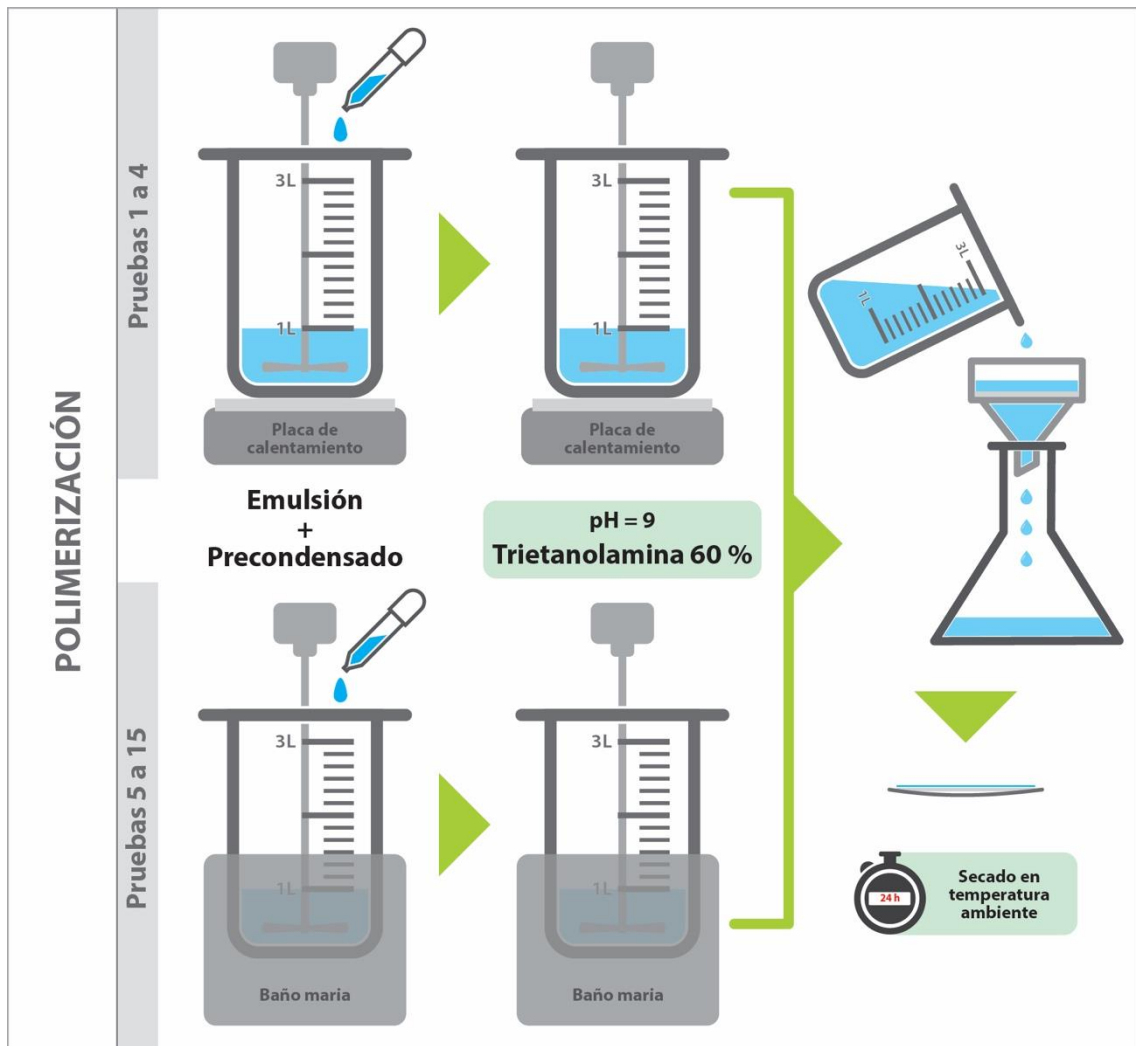 POLIMERIZACIÓN
Pruebas 1 a 4
3L
1L
Placa de
calentamiento
3L
1L
Placa de
calentamiento
3L
1L
Emulsión
+
Precondensado
pH = 9
Trietanolamina 60 %
Pruebas 5 a 15
3L
1L
Baño maria
3L
1L
Baño maria
24 h
Secado en
temperatura
ambiente